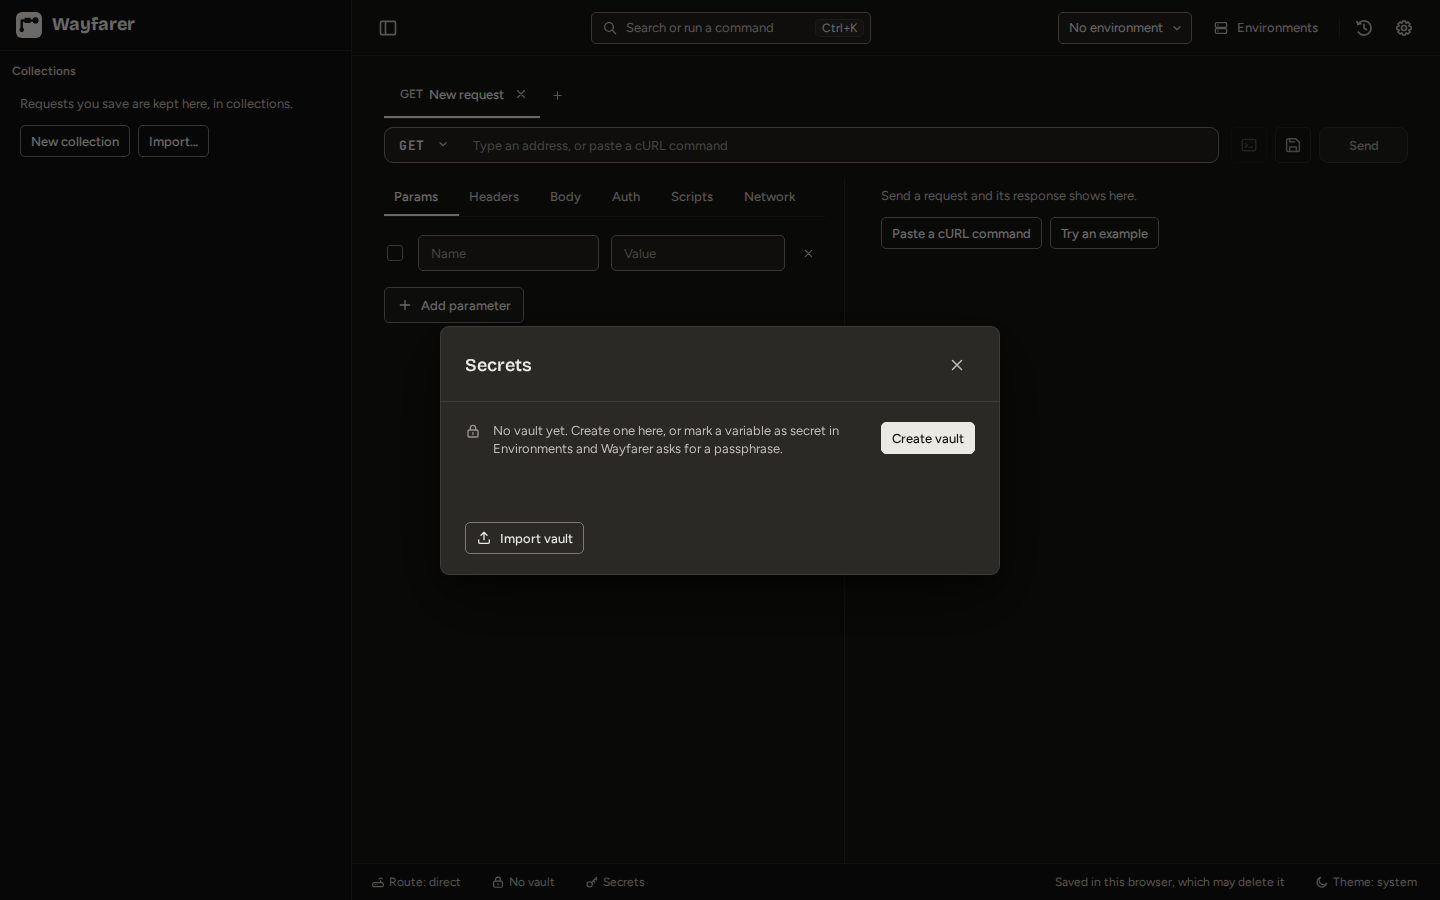 Wayfarer
Search or run a command
Ctrl+K
No environment
Environments
Collections
Requests you save are kept here, in collections.
New collection
Import...
GET New request
GET
Type an address, or paste a cURL command
Send
Params
Headers
Body
Auth
Scripts
Network
Name
Value
Add parameter
Send a request and its response shows here.
Paste a cURL command
Try an example
Secrets
No vault yet. Create one here, or mark a variable as secret in
Environments and Wayfarer asks for a passphrase.
Create vault
Import vault
Route: direct
No vault
Secrets
Saved in this browser, which may delete it
Theme: system